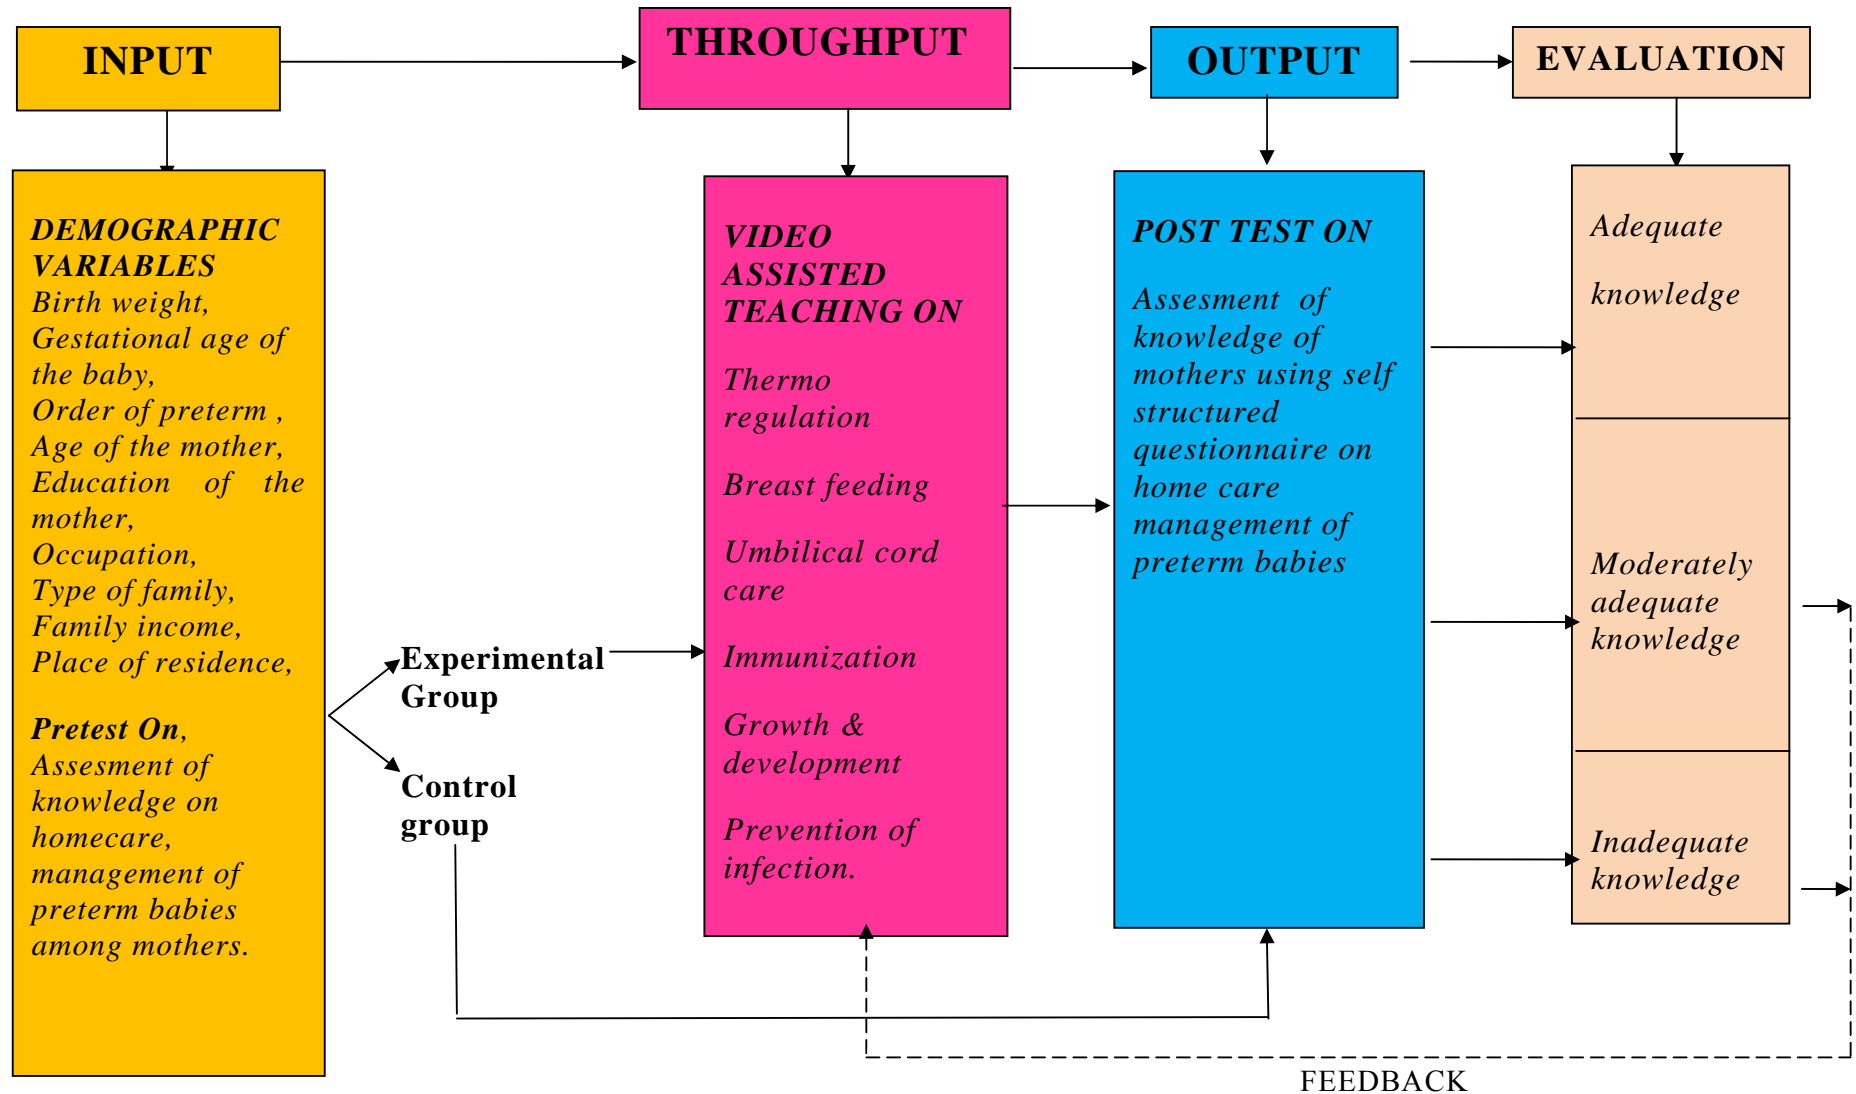 INPUT
THROUGHPUT
OUTPUT
EVALUATION
DEMOGRAPHIC
VARIABLES
Birth weight,
Gestational age of
the baby,
Order of preterm ,
Age of the mother,
Education of the
mother,
Occupation,
Type of family,
Family income,
Place of residence,
Pretest On,
Assesment of
knowledge on
homecare,
management of
preterm babies
among mothers.
Experimental
Group
Control
group
VIDEO
ASSISTED
TEACHING ON
Thermo
regulation
Breast feeding
Umbilical cord
care
Immunization
Growth &
development
Prevention of
infection.
POST TEST ON
Assesment of
knowledge of
mothers using self
structured
questionnaire on
home care
management of
preterm babies
Adequate
knowledge
Moderately
adequate
knowledge
Inadequate
knowledge
FEEDBACK